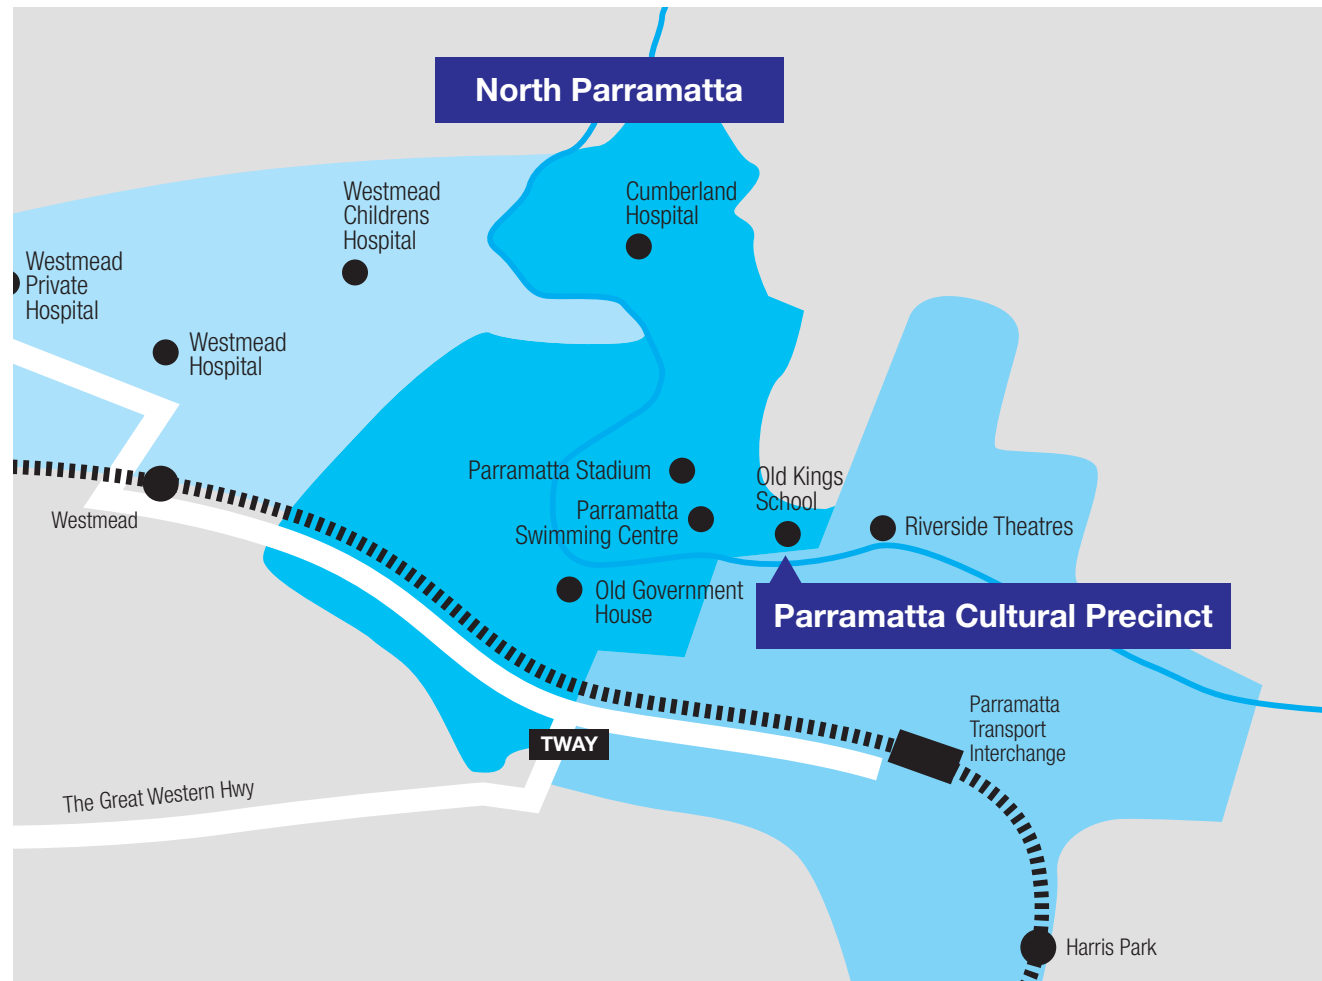 North Parramatta
Westmead
Childrens
Hospital
Cumberland
Hospital
Westmead
Private
Hospital
Westmead
Hospital
Parramatta Stadium
Old Kings
School
Parramatta
Swimming Centre
Riverside Theatres
Westmead
Old Government
House
Parramatta Cultural Precinct
Parramatta
Transport
Interchange
TWAY
The Great Western Hwy
Harris Park